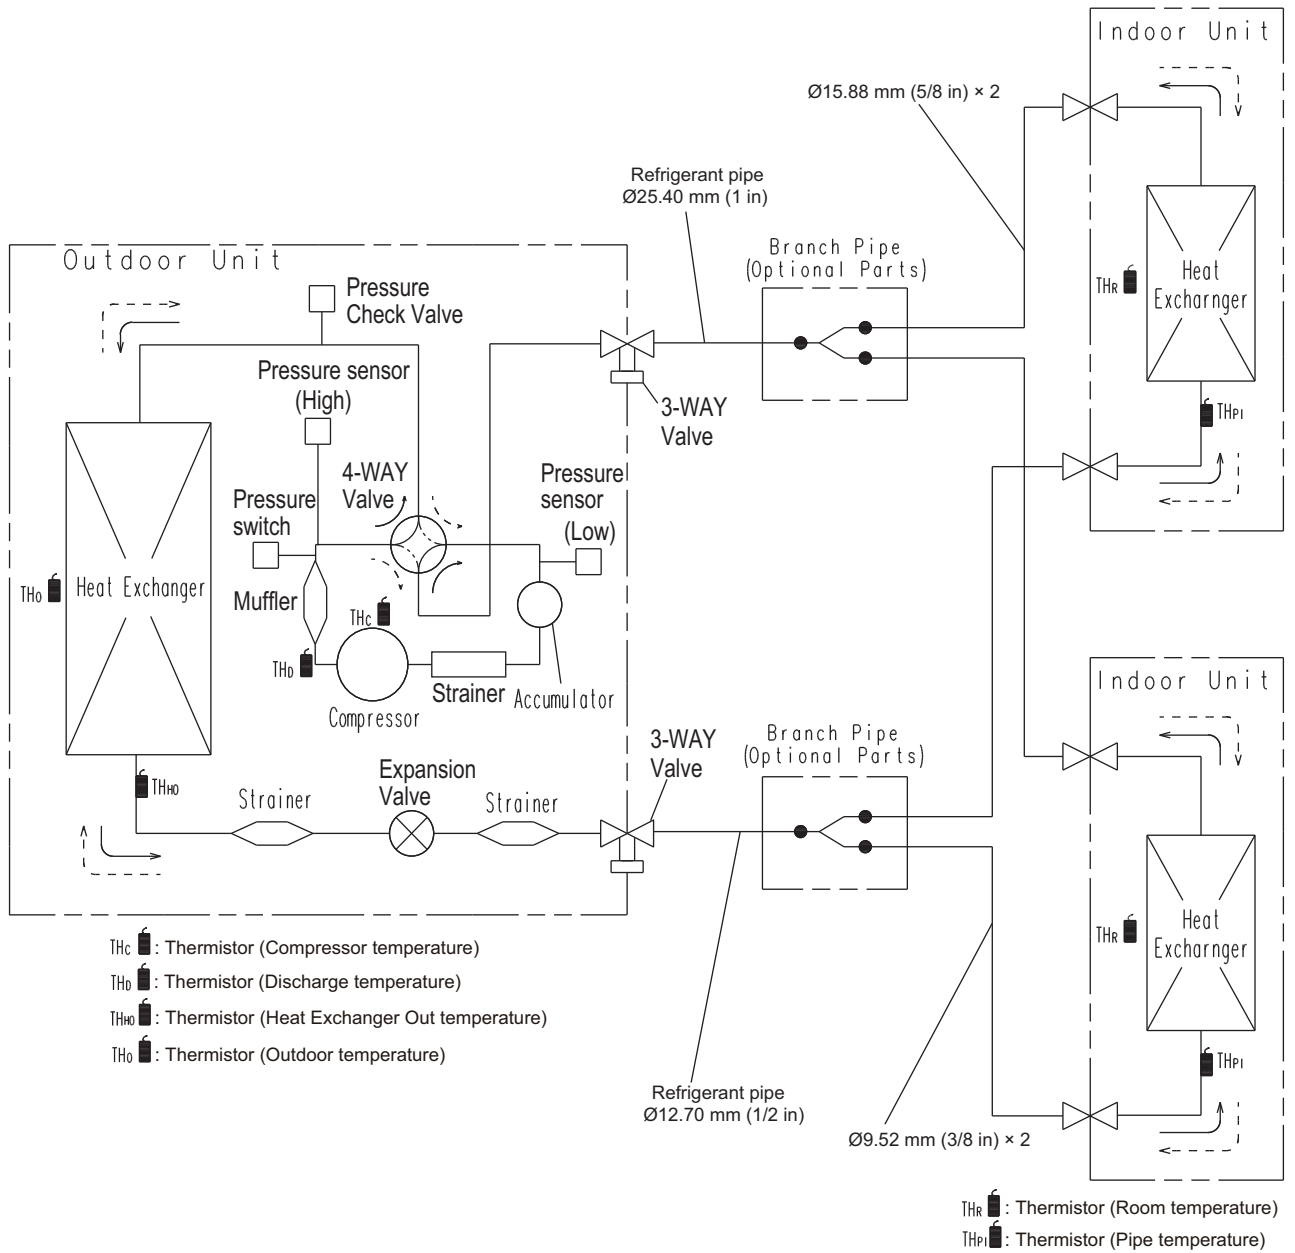 Indoor Unit
Ø15.88 mm (5/8 in) × 2
Refrigerant pipe
Ø25.40 mm (1 in)
Branch Pipe
(Optional Parts)
Outdoor Unit
Pressure
Check Valve
Pressure sensor
(High)
3-WAY
Valve
4-WAY
Valve
Pressure
sensor
(Low)
Pressure
switch
THR
Heat
Excharnger
THPI
THO
Heat Exchanger
Muffler
THC
THD
Strainer
Accumulator
Compressor
Indoor Unit
3-WAY
Valve
Branch Pipe
(Optional Parts)
THHO
Strainer
Expansion
Valve
Strainer
THR
Heat
Excharnger
THPI
THC : Thermistor (Compressor temperature)
THD : Thermistor (Discharge temperature)
THHO : Thermistor (Heat Exchanger Out temperature)
THO : Thermistor (Outdoor temperature)
Refrigerant pipe
Ø12.70 mm (1/2 in)
Ø9.52 mm (3/8 in) × 2
THR : Thermistor (Room temperature)
THPI : Thermistor (Pipe temperature)